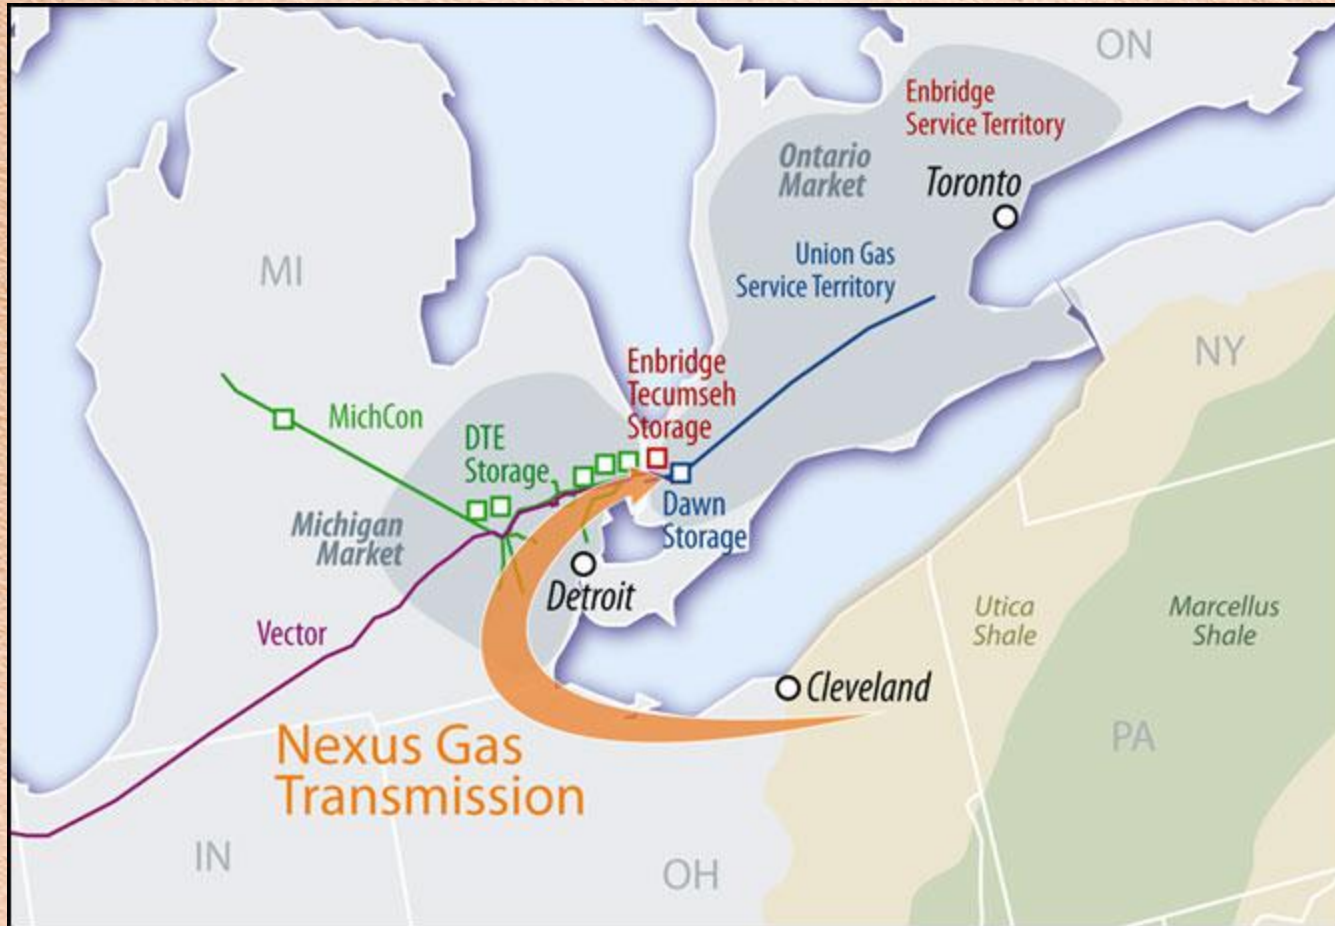 ON
Enbridge
Service Territory
Ontario
Market
Toronto
MI
Union Gas
Service Territory
NY
Enbridge
Tecumseh
Storage
MichCon
DTE
Storage
Dawn
Storage
Michigan
Market
Detroit
Utica
Shale
Marcellus
Shale
Vector
Cleveland
Nexus Gas
Transmission
PA
IN
OH